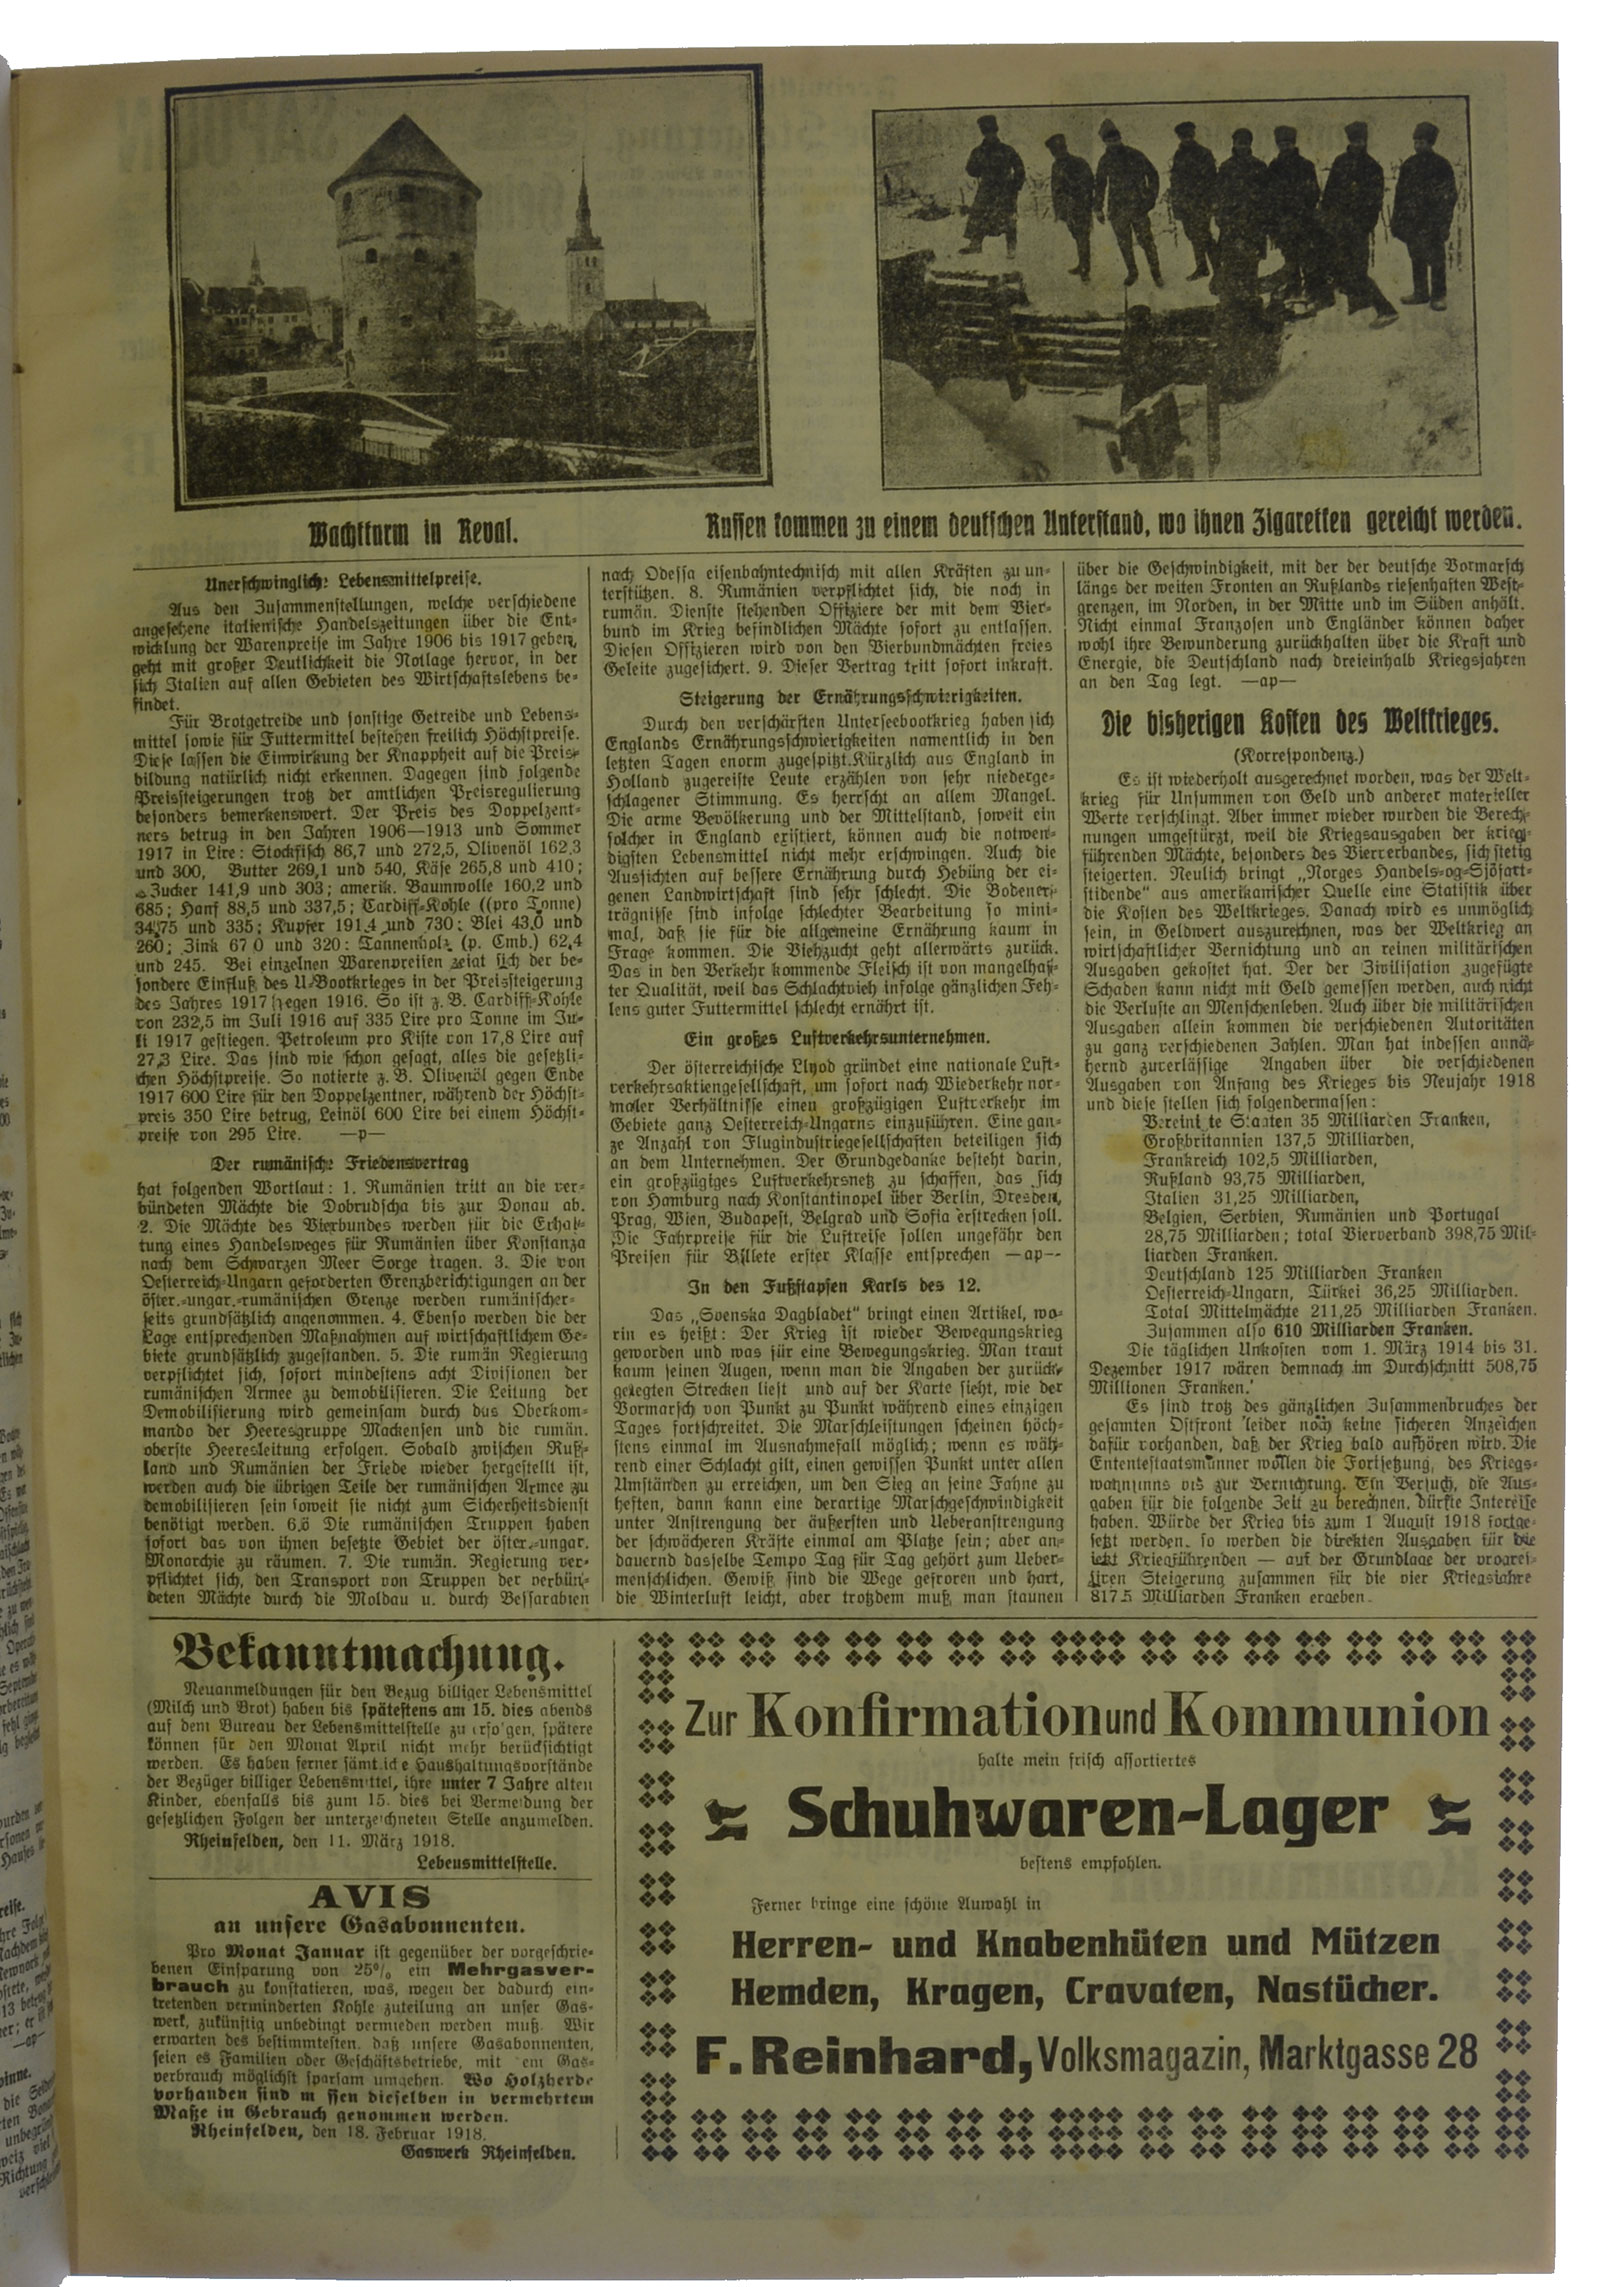 Wachtturm in Reval.
Russen kommen zu einem deutschen Unterstand, wo ihnen Zigaretten gereicht werden.
Unerschwingliche Lebensmittelpreise.
Aus den Zusammenstellungen, welche verschiedene
angesehene italienische Handelszeitungen über die Ent-
wicklung der Warenpreise im Jahre 1906 bis 1917 geben,
geht mit großer Deutlichkeit die Notlage hervor, in der
sich Italien auf allen Gebieten des Wirtschaftslebens be-
findet.
Für Brotgetreide und sonstige Getreide und Lebens-
mittel sowie für Futtermittel bestehen freilich Höchstpreise.
Diese lassen die Einwirkung der Knappheit auf die Preis-
bildung natürlich nicht erkennen. Dagegen sind folgende
Preissteigerungen trotz der amtlichen Preisregulierung
besonders bemerkenswert. Der Preis des Doppelzent-
ners betrug in den Jahren 1906—1913 und Sommer
1917 in Lire: Stockfisch 86,7 und 272,5, Olivenöl 162,3
und 300, Butter 269,1 und 540, Käse 265,8 und 410;
Zucker 141,9 und 303; amerik. Baumwolle 160,2 und
685; Hanf 88,5 und 337,5; Cardiff-Kohle ((pro Tonne)
34,75 und 335; Kupfer 191,4 und 730; Blei 43,0 und
260; Zink 67 0 und 320; Tannenholz (p. Cmb.) 62,4
und 245. Bei einzelnen Warenpreisen zeigt sich der be-
sondere Einfluß des U-Bootkrieges in der Preissteigerung
des Jahres 1917 gegen 1916. So ist z. B. Cardiff-Kohle
von 232,5 im Juli 1916 auf 335 Lire pro Tonne im Ju-
li 1917 gestiegen. Petroleum pro Kiste von 17,8 Lire auf
27,3 Lire. Das sind wie schon gesagt, alles die gesetzli-
chen Höchstpreise. So notierte z. B. Olivenöl gegen Ende
1917 600 Lire für den Doppelzentner, während der Höchst-
preis 350 Lire betrug, Leinöl 600 Lire bei einem Höchst-
preise von 295 Lire. —p—
Der rumänische Friedensvertrag
hat folgenden Wortlaut: 1. Rumänien tritt an die ver-
bündeten Mächte die Dobrudscha bis zur Donau ab.
2. Die Mächte des Vierbundes werden für die Erhal-
tung eines Handelsweges für Rumänien über Konstanza
nach dem Schwarzen Meer Sorge tragen. 3. Die von
Oesterreich-Ungarn geforderten Grenzberichtigungen an der
öster.-ungar.-rumänischen Grenze werden rumänischer-
seits grundsätzlich angenommen. 4. Ebenso werden die der
Lage entsprechenden Maßnahmen auf wirtschaftlichem Ge-
biete grundsätzlich zugestanden. 5. Die rumän Regierung
verpflichtet sich, sofort mindestens acht Divisionen der
rumänischen Armee zu demobilisieren. Die Leitung der
Demobilisierung wird gemeinsam durch das Oberkom-
mando der Heeresgruppe Mackensen und die rumän.
oberste Heeresleitung erfolgen. Sobald zwischen Ruß-
land und Rumänien der Friede wieder hergestellt ist,
werden auch die übrigen Teile der rumänischen Armee zu
demobilisieren sein soweit sie nicht zum Sicherheitsdienst
benötigt werden. 6.ö Die rumänischen Truppen haben
sofort das von ihnen besetzte Gebiet der öster.-ungar.
Monarchie zu räumen. 7. Die rumän. Regierung ver-
pflichtet sich, den Transport von Truppen der verbün-
deten Mächte durch die Moldau u. durch Bessarabien
nach Odessa eisenbahntechnisch mit allen Kräften zu un-
terstützen. 8. Rumänien verpflichtet sich, die noch in
rumän. Dienste stehenden Offiziere der mit dem Vier-
bund im Krieg befindlichen Mächte sofort zu entlassen.
Diesen Offizieren wird von den Vierbundmächten freies
Geleite zugesichert. 9. Dieser Vertrag tritt sofort inkraft.
Steigerung der Ernährungsschwierigkeiten.
Durch den verschärften Unterseebootkrieg haben sich
Englands Ernährungsschwierigkeiten namentlich in den
letzten Tagen enorm zugespitzt.Kürzlich aus England in
Holland zugereiste Leute erzählen von sehr niederge-
schlagener Stimmung. Es herrscht an allem Mangel.
Die arme Bevölkerung und der Mittelstand, soweit ein
solcher in England existiert, können auch die notwen-
digsten Lebensmittel nicht mehr erschwingen. Auch die
Aussichten auf bessere Ernährung durch Hebüng der ei-
genen Landwirtschaft sind sehr schlecht. Die Bodener-
trägnisse sind infolge schlechter Bearbeitung so mini-
mal, daß sie für die allgemeine Ernährung kaum in
Frage kommen. Die Viehzucht geht allerwärts zurück.
Das in den Verkehr kommende Fleisch ist von mangelhaf-
ter Qualität, weil das Schlachtvieh infolge gänzlichen Feh-
lens guter Futtermittel schlecht ernährt ist.
Ein großes Luftverkehrsunternehmen.
Der österreichische Llyod gründet eine nationale Luft-
verkehrsaktiengesellschaft, um sofort nach Wiederkehr nor-
maler Verhältnisse einen großzügigen Luftverkehr im
Gebiete ganz Oesterreich-Ungarns einzuführen. Eine gan-
ze Anzahl von Flugindustriegesellschaften beteiligen sich
an dem Unternehmen. Der Grundgedanke besteht darin,
ein großzügiges Luftverkehrsnetz zu schaffen, das sich
von Hamburg nach Konstantinopel über Berlin, Dresden,
Prag, Wien, Budapest, Belgrad und Sofia erstrecken soll.
Die Fahrpreise für die Luftreise sollen ungefähr den
Preisen für Billete erster Klasse entsprechen —ap—
In den Fußstapfen Karls des 12.
Das „Svenska Dagbladet“ bringt einen Artikel, wo-
rin es heißt: Der Krieg ist wieder Bewegungskrieg
geworden und was für eine Bewegungskrieg. Man traut
kaum seinen Augen, wenn man die Angaben der zurück-
gelegten Strecken liest und auf der Karte sieht, wie der
Vormarsch von Punkt zu Punkt während eines einzigen
Tages fortschreitet. Die Marschleistungen scheinen höch-
stens einmal im Ausnahmefall möglich; wenn es wäh-
rend einer Schlacht gilt, einen gewissen Punkt unter allen
Umständen zu erreichen, um den Sieg an seine Fahne zu
heften, dann kann eine derartige Marschgeschwindigkeit
unter Anstrengung der äußersten und Ueberanstrengung
der schwächeren Kräfte einmal am Platze sein; aber an-
dauernd dasselbe Tempo Tag für Tag gehört zum Ueber-
menschlichen. Gewiß sind die Wege gefroren und hart,
die Winterluft leicht, aber trotzdem muß man staunen
über die Geschwindigkeit, mit der der deutsche Vormarsch
längs der weiten Fronten an Rußlands riesenhaften West-
grenzen, im Norden, in der Mitte und im Süden anhält.
Nicht einmal Franzosen und Engländer können daher
wohl ihre Bewunderung zurückhalten über die Kraft und
Energie, die Deutschland nach dreieinhalb Kriegsjahren
an den Tag legt. —ap—
Die bisherigen Kosten des Weltkrieges.
(Korrespondenz.)
Es ist wiederholt ausgerechnet worden, was der Welt-
krieg für Unsummen von Geld und anderer materieller
Werte verschlingt. Aber immer wieder wurden die Berech-
nungen umgestürzt, weil die Kriegsausgaben der krieg-
führenden Mächte, besonders des Vierverbandes, sich stetig
steigerten. Neulich bringt „Norges Handels-og-Sjöfart-
stidende“ aus amerikanischer Quelle eine Statistik über
die Kosten des Weltkrieges. Danach wird es unmöglich
sein, in Geldwert auszurechnen, was der Weltkrieg an
wirtschaftlicher Vernichtung und an reinen militärischen
Ausgaben gekostet hat. Der der Zivilisation zugefügte
Schaden kann nicht mit Geld gemessen werden, auch nicht
die Verluste an Menschenleben. Auch über die militärischen
Ausgaben allein kommen die verschiedenen Autoritäten
zu ganz verschiedenen Zahlen. Man hat indessen annä-
hernd zuverlässige Angaben über die verschiedenen
Ausgaben von Anfang des Krieges bis Neujahr 1918
und diese stellen sich folgendermassen:
Vereinigte Staaten 35 Milliarden Franken,
Großbritannien 137,5 Milliarden,
Frankreich 102,5 Milliarden,
Rußland 93,75 Milliarden,
Italien 31,25 Milliarden,
Belgien, Serbien, Rumänien und Portugal
28,75 Milliarden; total Vierverband 398,75 Mil-
liarden Franken.
Deutschland 125 Milliarden Franken
Oesterreich-Ungarn, Türkei 36,25 Milliarden.
Total Mittelmächte 211,25 Milliarden Franken.
Zusammen also 610 Milliarden Franken.
Die täglichen Unkosten vom 1. März 1914 bis 31.
Dezember 1917 wären demnach im Durchschnitt 508,75
Millionen Franken.
Es sind trotz des gänzlichen Zusammenbruches der
gesamten Ostfront leider noch keine sicheren Anzeichen
dafür vorhanden, daß der Krieg bald aufhören wird. Die
Ententestaatsmänner wollen die Fortsetzung, des Kriegs-
wahnsinns bis zur Vernichtung. Ein Versuch, die Aus-
gaben für die folgende Zeit zu berechnen, dürfte Interesse
haben. Würde der Krieg bis zum 1 August 1918 fortge-
setzt werden, so werden die direkten Ausgaben für die
jetzt Kriegführenden — auf der Grundlage der progres-
siven Steigerung zusammen für die vier Kriegsjahre
817,5 Milliarden Franken ergeben.
Bekanntmachung.
Neuanmeldungen für den Bezug billiger Lebensmittel
(Milch und Brot) haben bis spätestens am 15. dies abends
auf dem Bureau der Lebensmittelstelle zu erfolgen, spätere
können für den Monat April nicht mehr berücksichtigt
werden. Es haben ferner sämtliche Haushaltungsvorstände
der Bezüger billiger Lebensmittel, ihre unter 7 Jahre alten
Kinder, ebenfalls bis zum 15. dies bei Vermeidung der
gesetzlichen Folgen der unterzeichneten Stelle anzumelden.
Rheinfelden, den 11. März 1918.
Lebeusmittelstelle.
AVIS
an unsere Gasabonnenten.
Pro Monat Januar ist gegenüber der vorgeschrie-
benen Einsparung von 25% ein Mehrgasver-
brauch zu konstatieren, was, wegen der dadurch ein-
tretenden verminderten Kohle zuteilung an unser Gas-
werk, zukünftig unbedingt vermieden werden muß. Wir
erwarten des bestimmtesten, daß unsere Gasabonnenten,
seien es Familien oder Geschäftsbetriebe, mit em Gas-
verbrauch möglichst sparsam umgehen. Wo Holzherde
vorhanden sind m ssen dieselben in vermehrtem
Maße in Gebrauch genommen werden.
Rheinfelden, den 18. Februar 1918.
Gaswerk Rheinfelden.
Zur Konfirmation und Kommunion
halte mein frisch assortiertes
Schuhwaren-Lager
bestens empfohlen.
Ferner bringe eine schöne Auwahl in
Herren- und Knabenhüten und Mützen
Hemden, Kragen, Cravaten, Nastücher.
F. Reinhard, Volksmagazin, Marktgasse 28